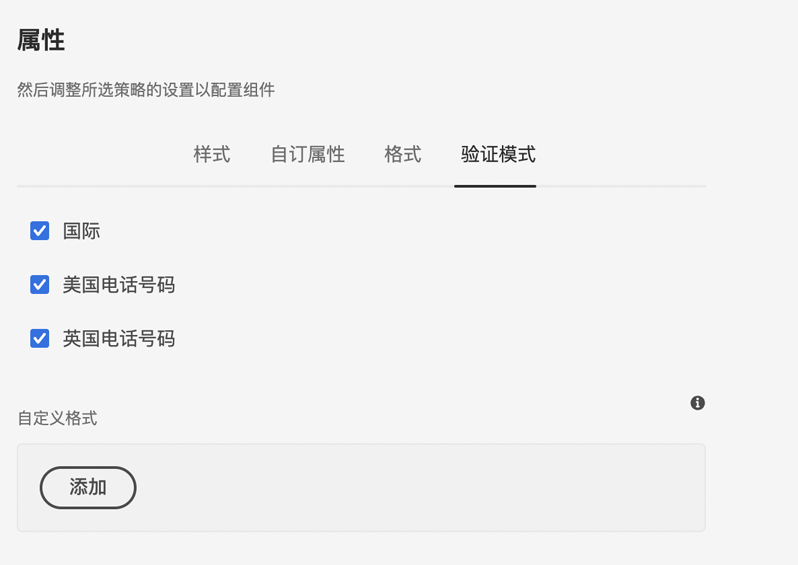 属性
然后调整所选策略的设置以配置组件
样式 自订属性 格式 验证模式
国际
美国电话号码
英国电话号码
自定义格式
添加